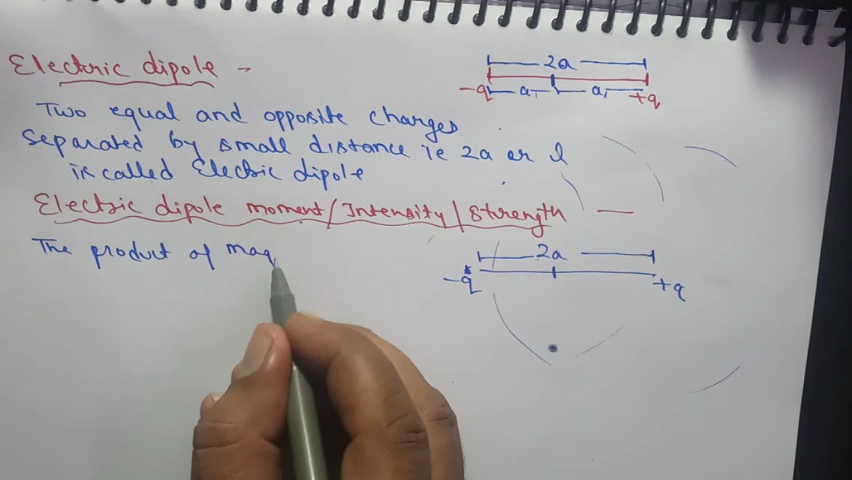 Electric dipole -
2a
-q a, a, +q
Two equal and opposite charges
separated by small distance ie 2a or l
is called Electric dipole
Electric dipole moment/Intensity/Strength —
The product of mag
2a
-q +q